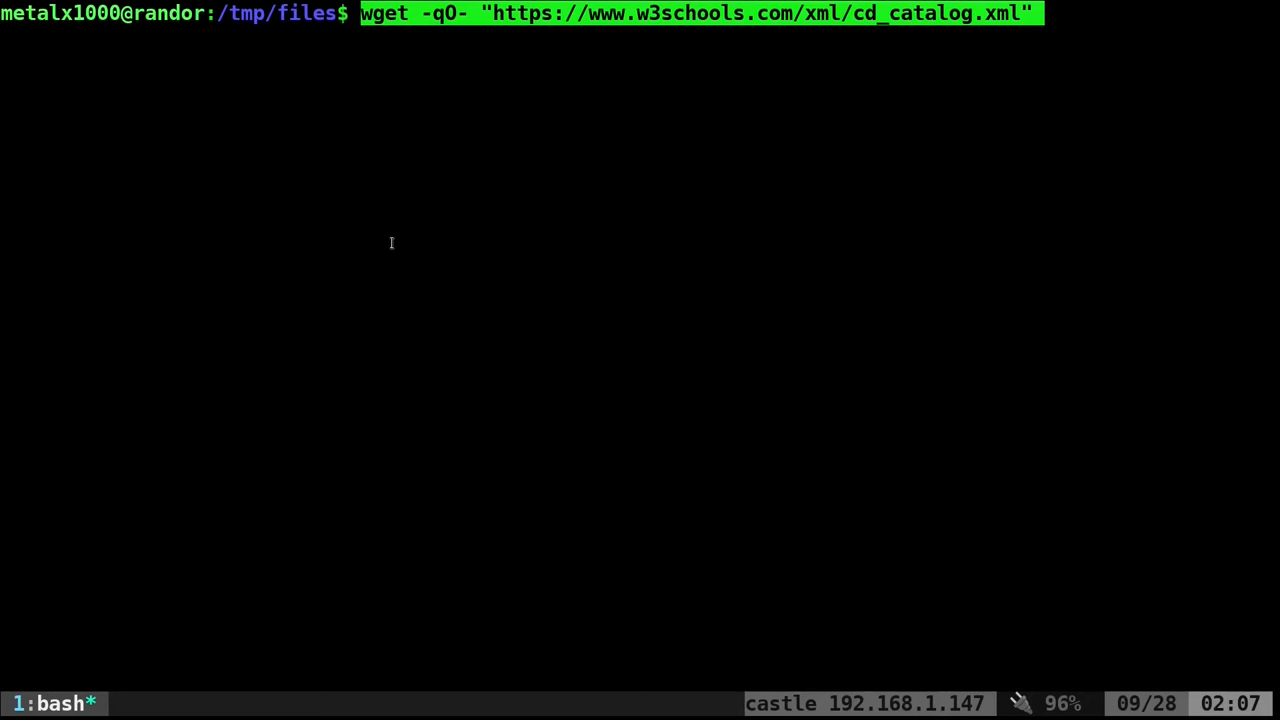 metalx1000@randor:/tmp/files$ wget -qO- "https://www.w3schools.com/xml/cd_catalog.xml"
1:bash* castle 192.168.1.147 🔌 96% 09/28 02:07